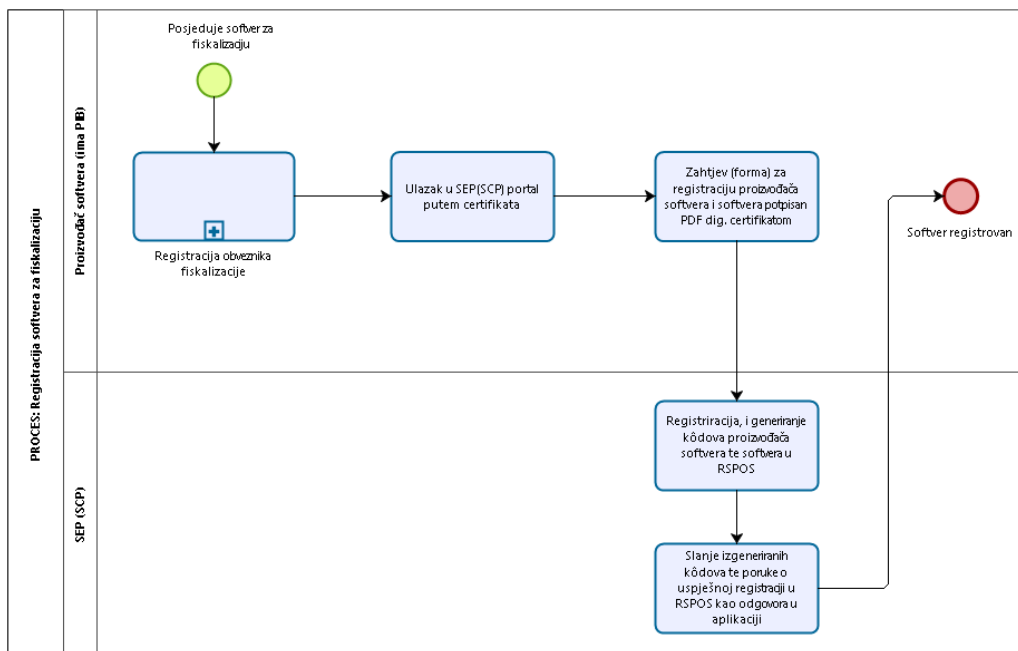 PROCES: Registracija softvera za fiskalizaciju
Proizvođač softvera (ima PIB)
Posjeduje softver za
fiskalizaciju
Registracija obveznika
fiskalizacije
Ulazak u SEP(SCP) portal
putem certifikata
Zahtjev (forma) za
registraciju proizvođača
softvera i softvera potpisan
PDF dig. certifikatom
Softver registrovan
SEP (SCP)
Registriracija, i generiranje
kôdova proizvođača
softvera te softvera u
RSPOS
Slanje izgeneriranih
kôdova te poruke o
uspješnoj registraciji u
RSPOS kao odgovora u
aplikaciji